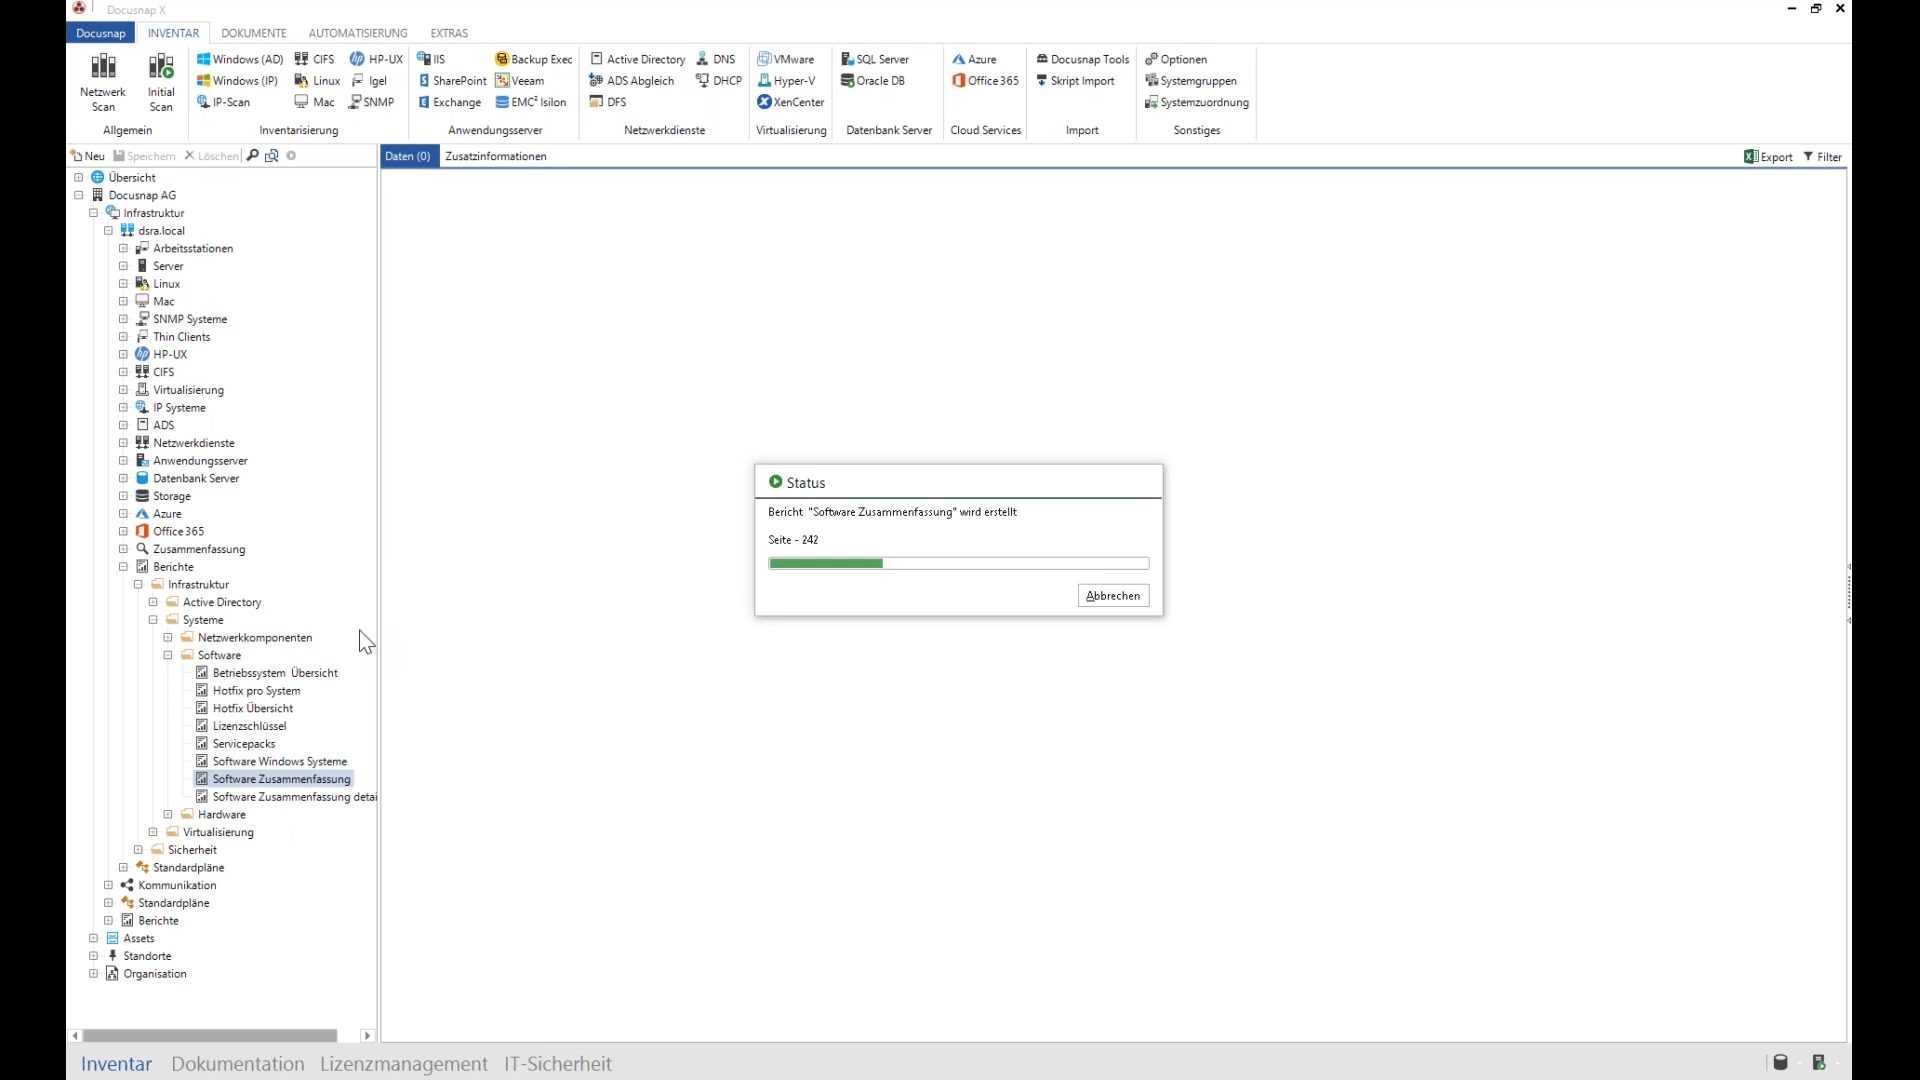 Docusnap X
Docusnap INVENTAR DOKUMENTE AUTOMATISIERUNG EXTRAS
Netzwerk Scan
Initial Scan
Allgemein
Windows (AD) CIFS HP-UX
Windows (IP) Linux Igel
IP-Scan Mac SNMP
Inventarisierung
IIS Backup Exec
SharePoint Veeam
Exchange EMC² Isilon
Anwendungsserver
Active Directory DNS
ADS Abgleich DHCP
DFS
Netzwerkdienste
VMware
Hyper-V
XenCenter
Virtualisierung
SQL Server
Oracle DB
Datenbank Server
Azure
Office 365
Cloud Services
Docusnap Tools
Skript Import
Import
Optionen
Systemgruppen
Systemzuordnung
Sonstiges
Neu Speichern Löschen
Daten (0) Zusatzinformationen
Export Filter
Übersicht
Docusnap AG
Infrastruktur
dsra.local
Arbeitsstationen
Server
Linux
Mac
SNMP Systeme
Thin Clients
HP-UX
CIFS
Virtualisierung
IP Systeme
ADS
Netzwerkdienste
Anwendungsserver
Datenbank Server
Storage
Azure
Office 365
Zusammenfassung
Berichte
Infrastruktur
Active Directory
Systeme
Netzwerkkomponenten
Software
Betriebssystem Übersicht
Hotfix pro System
Hotfix Übersicht
Lizenzschlüssel
Servicepacks
Software Windows Systeme
Software Zusammenfassung
Software Zusammenfassung detai
Hardware
Virtualisierung
Sicherheit
Standardpläne
Kommunikation
Standardpläne
Berichte
Assets
Standorte
Organisation
Status
Bericht "Software Zusammenfassung" wird erstellt
Seite - 242
Abbrechen
Inventar Dokumentation Lizenzmanagement IT-Sicherheit